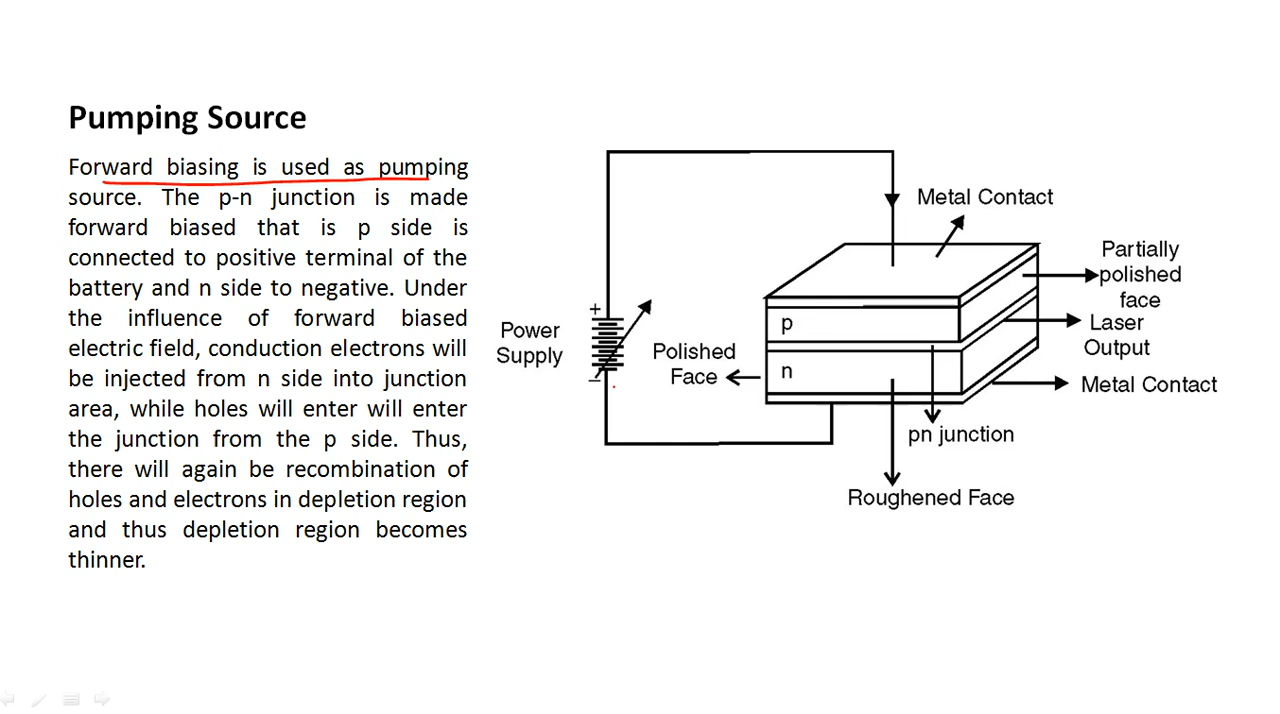 Pumping Source
Forward biasing is used as pumping
source. The p-n junction is made
forward biased that is p side is
connected to positive terminal of the
battery and n side to negative. Under
the influence of forward biased
electric field, conduction electrons will
be injected from n side into junction
area, while holes will enter will enter
the junction from the p side. Thus,
there will again be recombination of
holes and electrons in depletion region
and thus depletion region becomes
thinner.
Metal Contact
Partially
polished
face
+
Power
Supply
–
p
Laser
Output
Polished
Face
n
Metal Contact
pn junction
Roughened Face